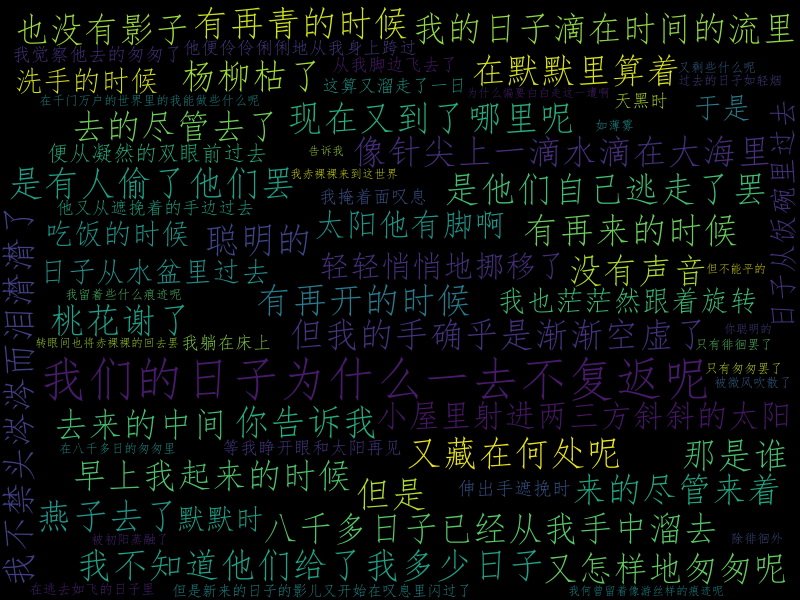 也没有影子
有再青的时候
我的日子滴在时间的流里
我觉察他去的匆匆了
他便伶伶俐俐地从我身上跨过
从我脚边飞去了
又剩些什么呢
洗手的时候
杨柳枯了
这算又溜走了一日
在默默里算着
过去的日子如轻烟
为什么偏要白白走这一遭啊
在千门万户的世界里的我能做些什么呢
天黑时
于是
去的尽管去了
现在又到了哪里呢
如薄雾
便从凝然的双眼前过去
告诉我
像针尖上一滴水滴在大海里
日子从饭碗里过去
是有人偷了他们罢
我赤裸裸来到这世界
我掩着面叹息
是他们自己逃走了罢
他又从遮挽着的手边过去
吃饭的时候
聪明的
太阳他有脚啊
有再来的时候
日子从水盆里过去
轻轻悄悄地挪移了
没有声音
但不能平的
我留着些什么痕迹呢
有再开的时候
我也茫茫然跟着旋转
桃花谢了
但我的手确乎是渐渐空虚了
你聪明的
转眼间也将赤裸裸的回去罢
我躺在床上
只有徘徊罢了
我们的日子为什么一去不复返呢
只有匆匆罢了
被微风吹散了
去来的中间
你告诉我
小屋里射进两三方斜斜的太阳
在八千多日的匆匆里
等我睁开眼和太阳再见
又藏在何处呢
那是谁
早上我起来的时候
但是
伸出手遮挽时
来的尽管来着
燕子去了
默默时
八千多日子已经从我手中溜去
被初阳蒸融了
除徘徊外
我不知道他们给了我多少日子
又怎样地匆匆呢
在逃去如飞的日子里
但是新来的日子的影儿又开始在叹息里闪过了
我何曾留着像游丝样的痕迹呢
我不禁头涔涔而泪潸潸了